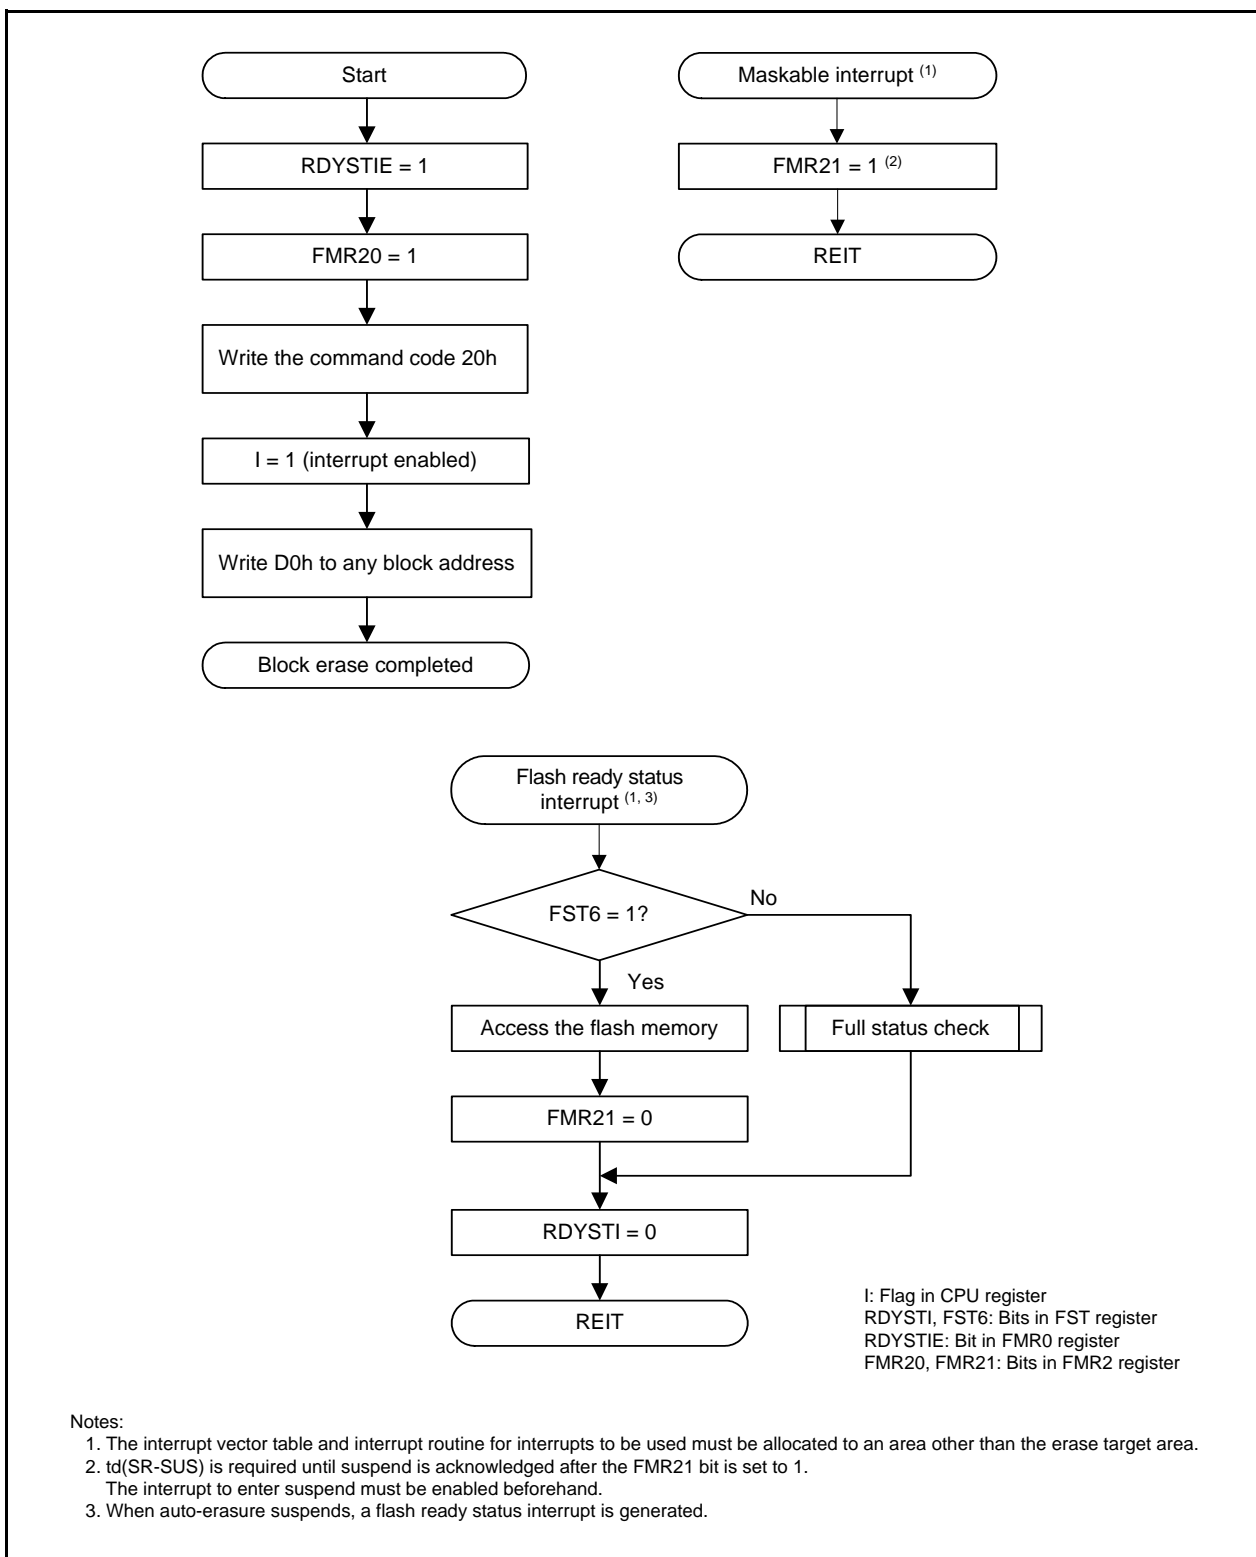 Start
RDYSTIE = 1
FMR20 = 1
Write the command code 20h
I = 1 (interrupt enabled)
Write D0h to any block address
Block erase completed
Maskable interrupt (1)
FMR21 = 1 (2)
REIT
Flash ready status
interrupt (1, 3)
FST6 = 1?
No
Yes
Access the flash memory
Full status check
FMR21 = 0
RDYSTI = 0
REIT
I: Flag in CPU register
RDYSTI, FST6: Bits in FST register
RDYSTIE: Bit in FMR0 register
FMR20, FMR21: Bits in FMR2 register
Notes:
1. The interrupt vector table and interrupt routine for interrupts to be used must be allocated to an area other than the erase target area.
2. td(SR-SUS) is required until suspend is acknowledged after the FMR21 bit is set to 1.
The interrupt to enter suspend must be enabled beforehand.
3. When auto-erasure suspends, a flash ready status interrupt is generated.